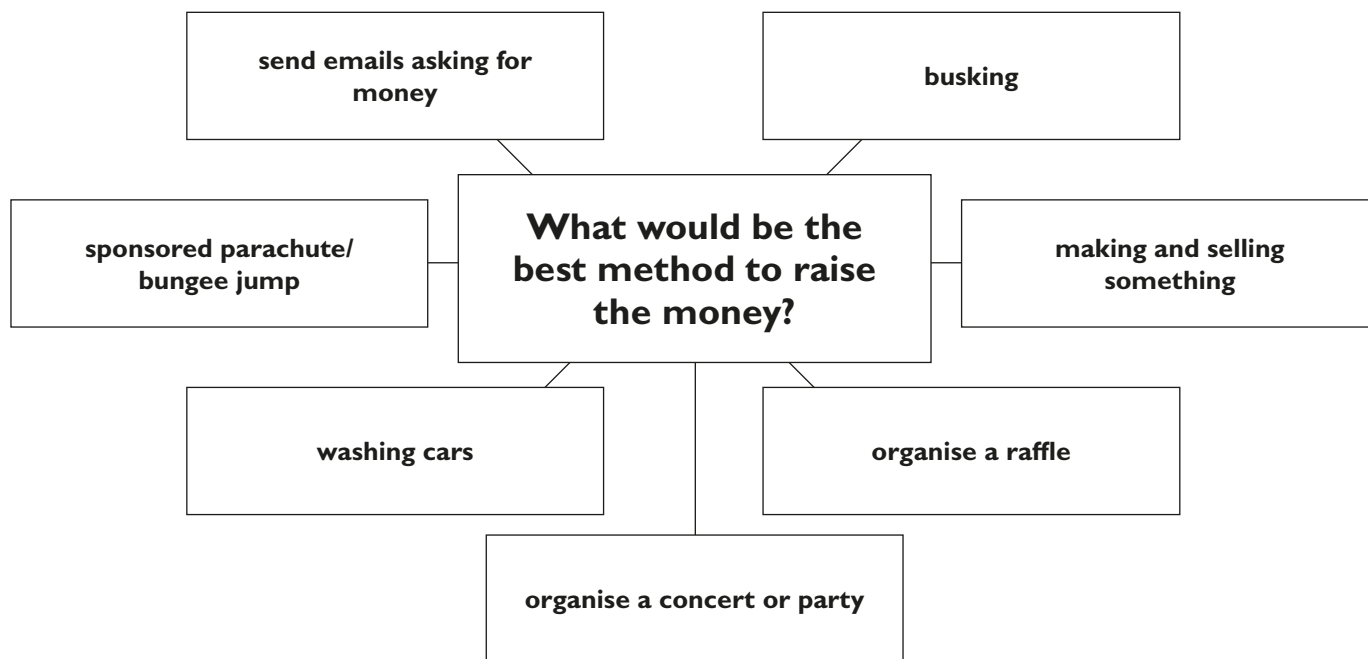 send emails asking for
money
busking
What would be the
best method to raise
the money?
sponsored parachute/
bungee jump
making and selling
something
washing cars
organise a raffle
organise a concert or party